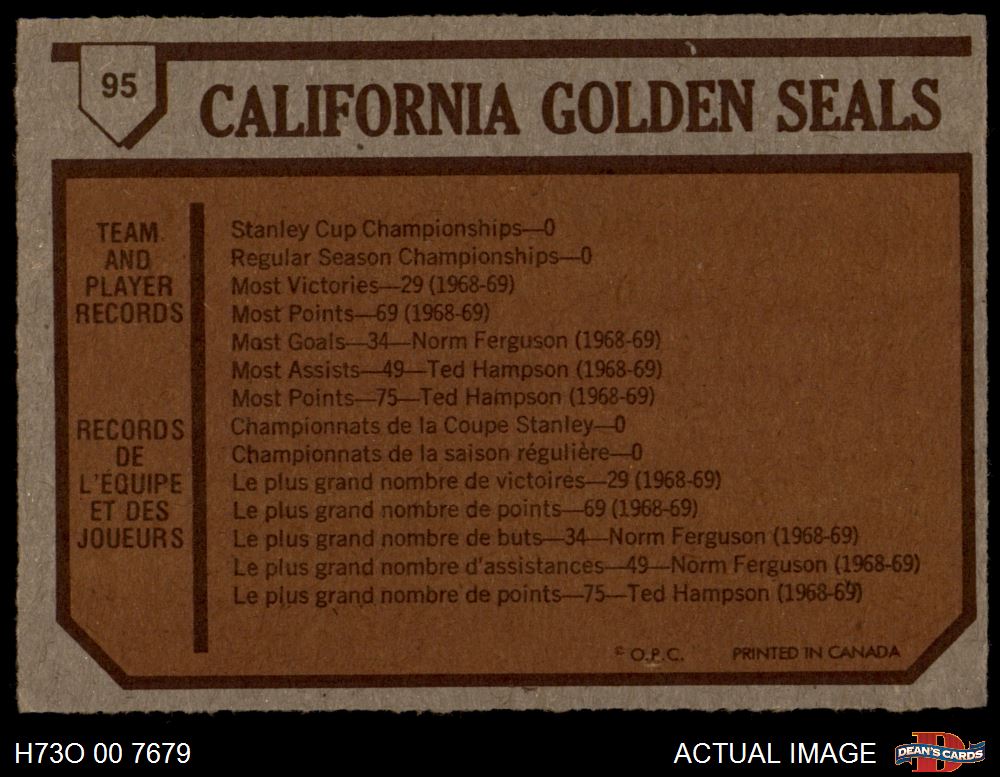 95
CALIFORNIA GOLDEN SEALS
TEAM
AND
PLAYER
RECORDS
Stanley Cup Championships—0
Regular Season Championships—0
Most Victories—29 (1968-69)
Most Points—69 (1968-69)
Most Goals—34—Norm Ferguson (1968-69)
Most Assists—49—Ted Hampson (1968-69)
Most Points—75—Ted Hampson (1968-69)
RECORDS
DE
L'ÉQUIPE
ET DES
JOUEURS
Championnats de la Coupe Stanley—0
Championnats de la saison régulière—0
Le plus grand nombre de victoires—29 (1968-69)
Le plus grand nombre de points—69 (1968-69)
Le plus grand nombre de buts—34—Norm Ferguson (1968-69)
Le plus grand nombre d'assistances—49—Norm Ferguson (1968-69)
Le plus grand nombre de points—75—Ted Hampson (1968-69)
© O.P.C. PRINTED IN CANADA
H73O 00 7679
ACTUAL IMAGE
D
DEAN'S CARDS